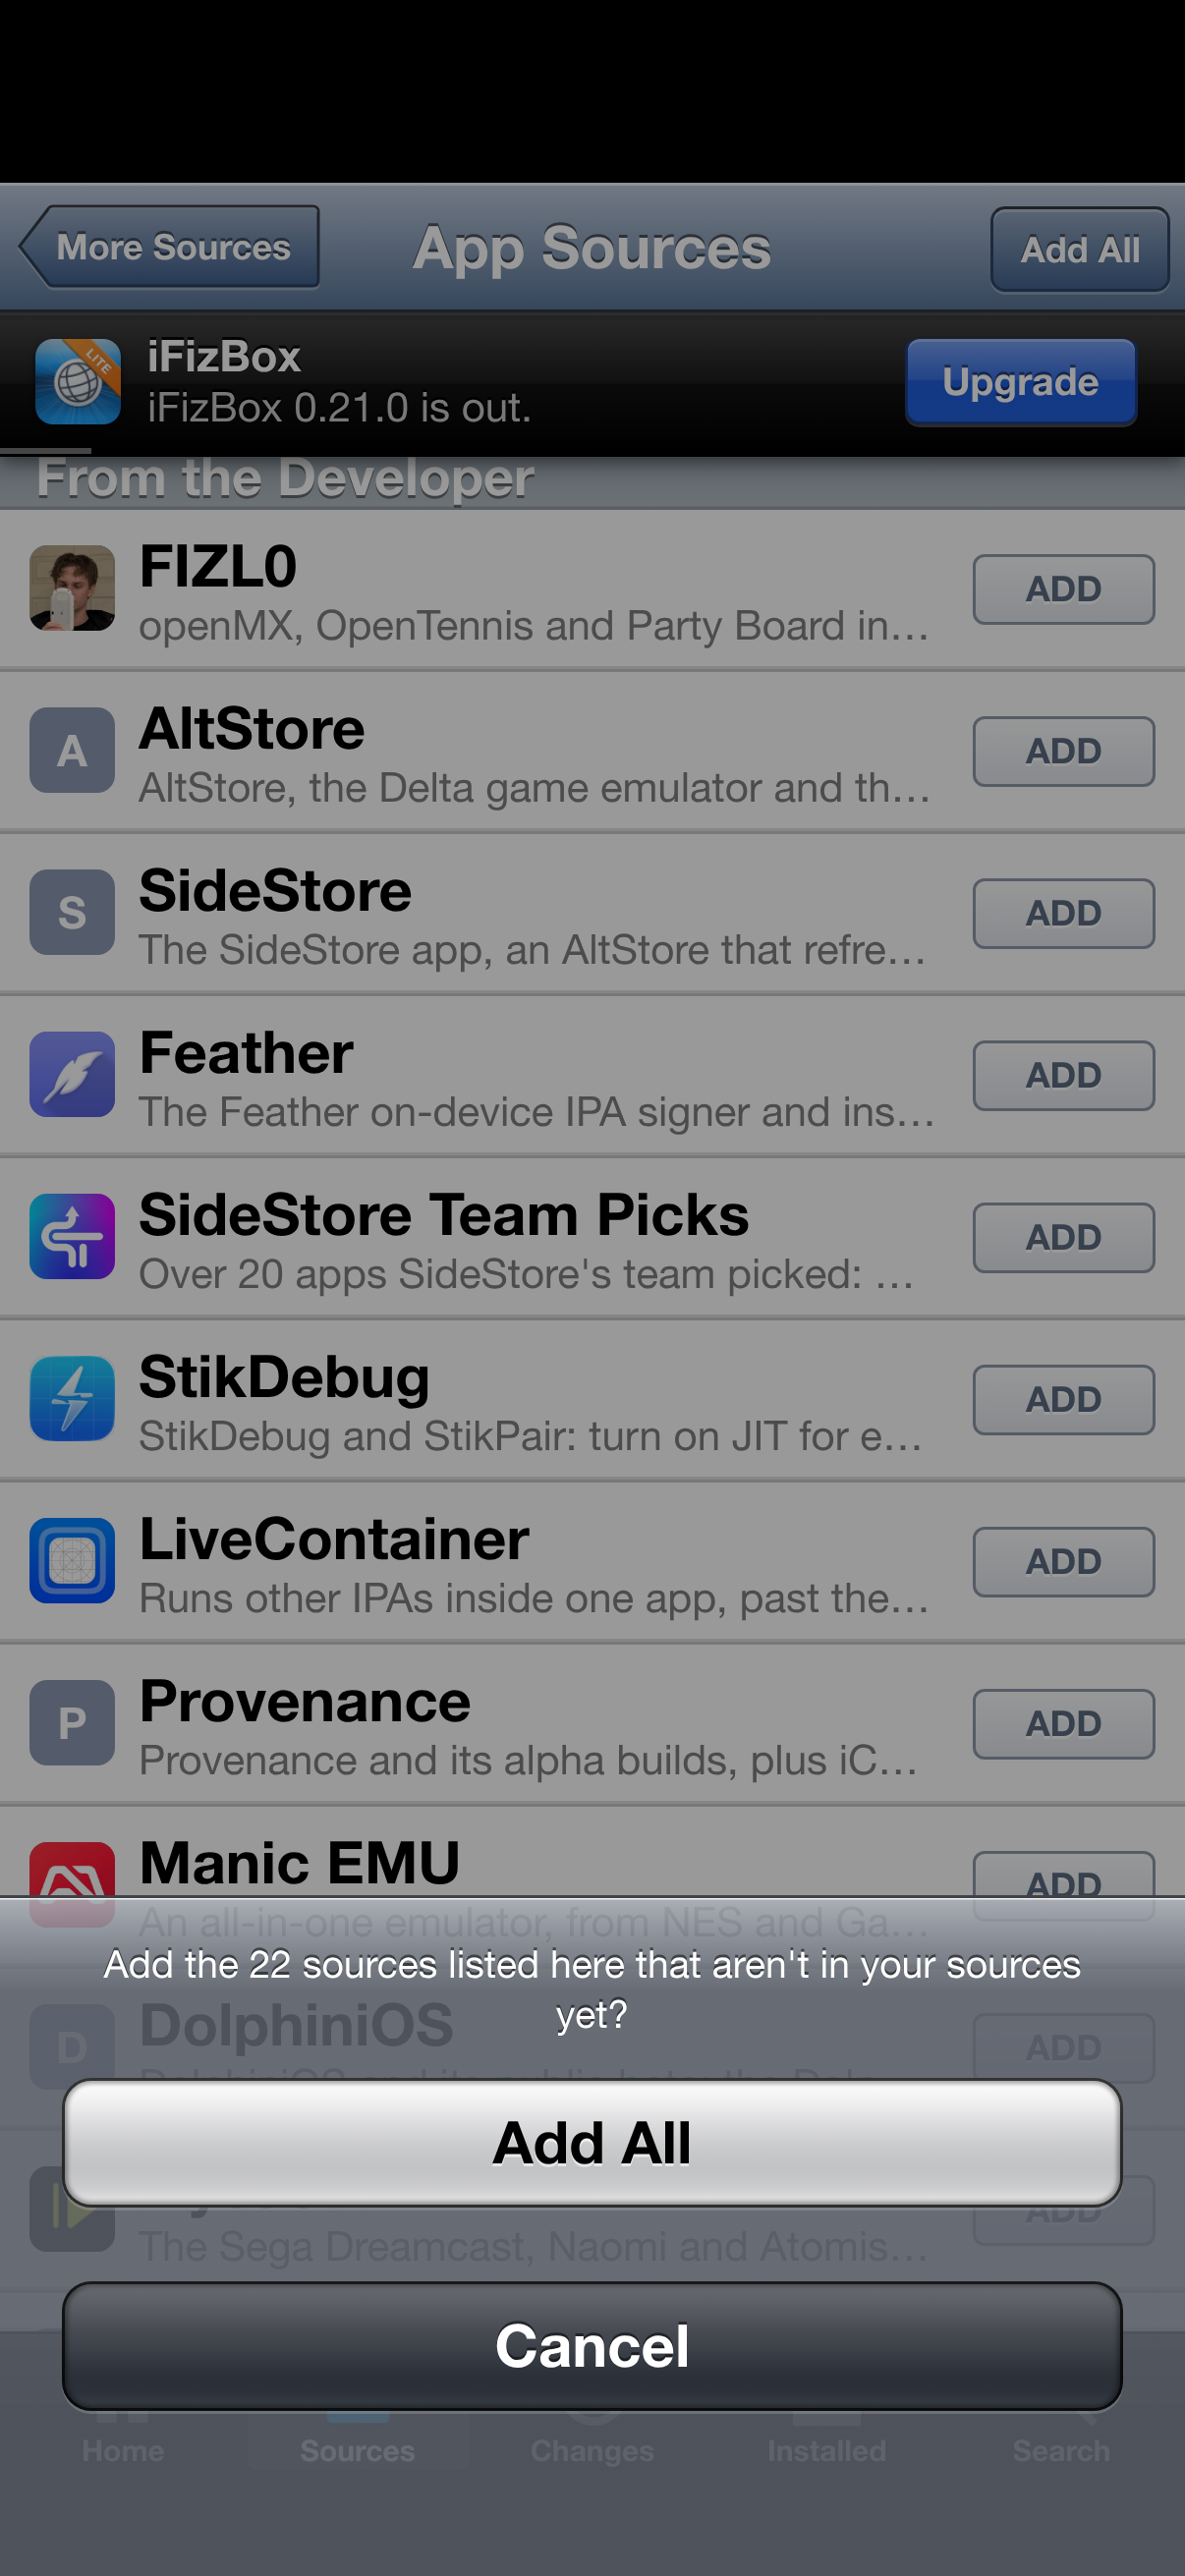 More Sources
App Sources
Add All
LITE
iFizBox
iFizBox 0.21.0 is out.
Upgrade
From the Developer
FIZL0
openMX, OpenTennis and Party Board in…
ADD
A
AltStore
AltStore, the Delta game emulator and th…
ADD
S
SideStore
The SideStore app, an AltStore that refre…
ADD
Feather
The Feather on-device IPA signer and ins…
ADD
SideStore Team Picks
Over 20 apps SideStore's team picked: …
ADD
StikDebug
StikDebug and StikPair: turn on JIT for e…
ADD
LiveContainer
Runs other IPAs inside one app, past the…
ADD
P
Provenance
Provenance and its alpha builds, plus iC…
ADD
Manic EMU
An all-in-one emulator, from NES and Ga…
ADD
Add the 22 sources listed here that aren't in your sources
yet?
D
DolphiniOS
ADD
Add All
ADD
The Sega Dreamcast, Naomi and Atomis…
Cancel
Home
Sources
Changes
Installed
Search